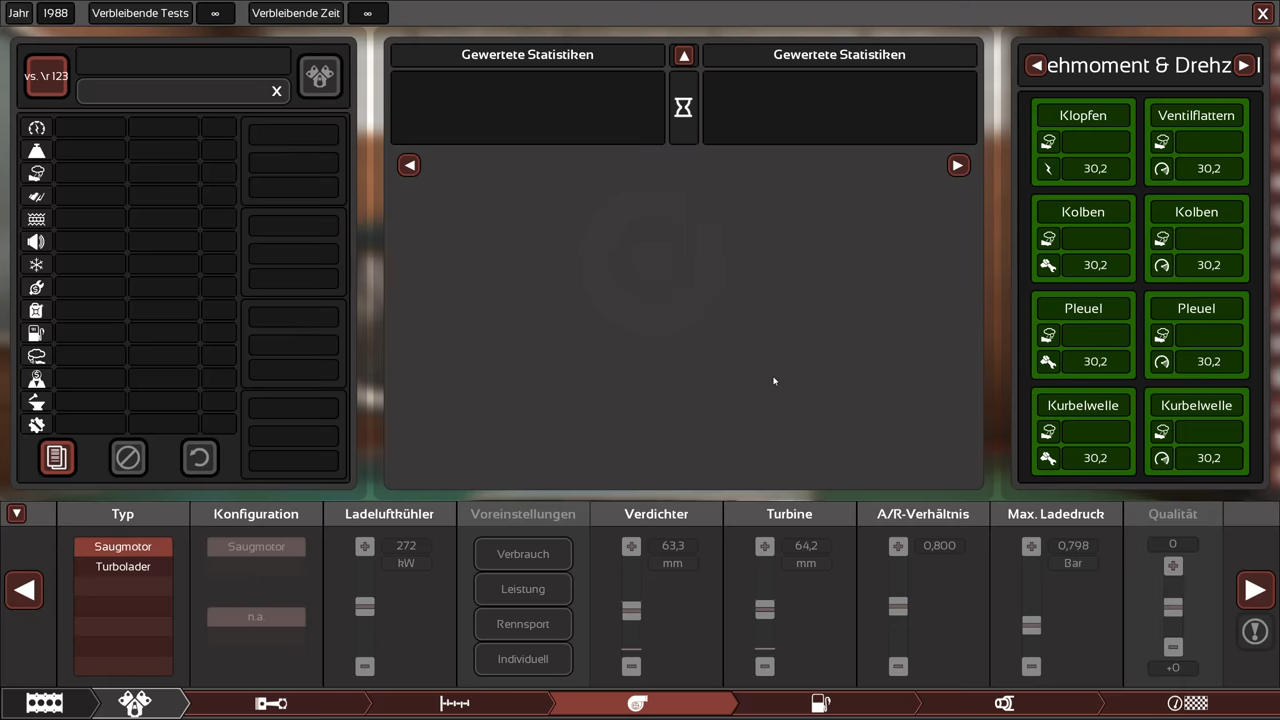 Jahr 1988 Verbleibende Tests ∞ Verbleibende Zeit ∞ X
vs. \r 123
X
Gewertete Statistiken Gewertete Statistiken
ehmoment & Drehz l
Klopfen Ventilflattern
30,2 30,2
Kolben Kolben
30,2 30,2
Pleuel Pleuel
30,2 30,2
Kurbelwelle Kurbelwelle
30,2 30,2
Typ Konfiguration Ladeluftkühler Voreinstellungen Verdichter Turbine A/R-Verhältnis Max. Ladedruck Qualität
Saugmotor Saugmotor 272 Verbrauch 63,3 64,2 0,800 0,798 0
Turbolader kW mm mm Bar
Leistung
n.a. Rennsport
Individuell +0